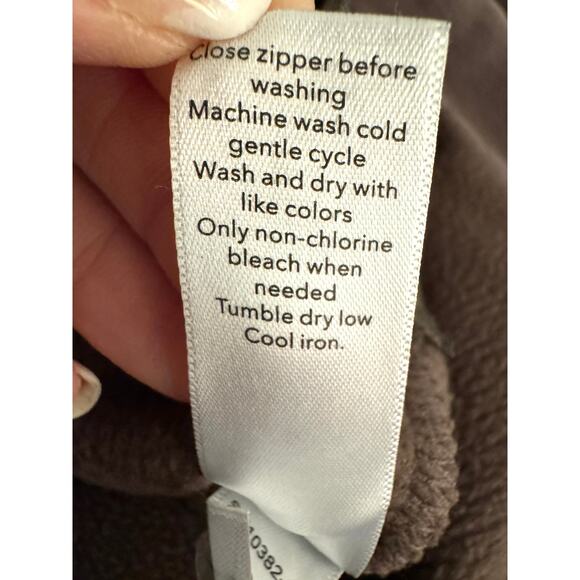 Close zipper before
washing
Machine wash cold
gentle cycle
Wash and dry with
like colors
Only non-chlorine
bleach when
needed
Tumble dry low
Cool iron.
10382